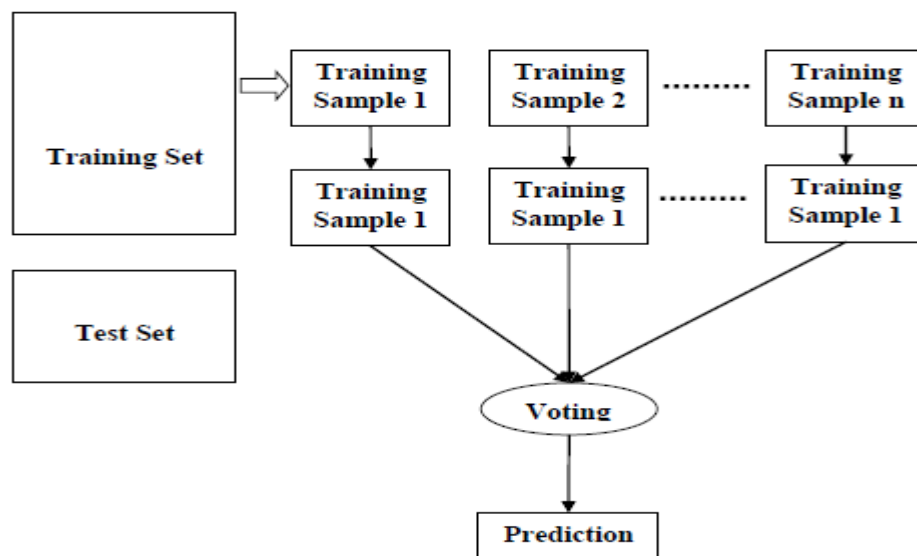 Training Set
Training
Sample 1
Training
Sample 2
Training
Sample n
Training
Sample 1
Training
Sample 1
Training
Sample 1
Test Set
Voting
Prediction